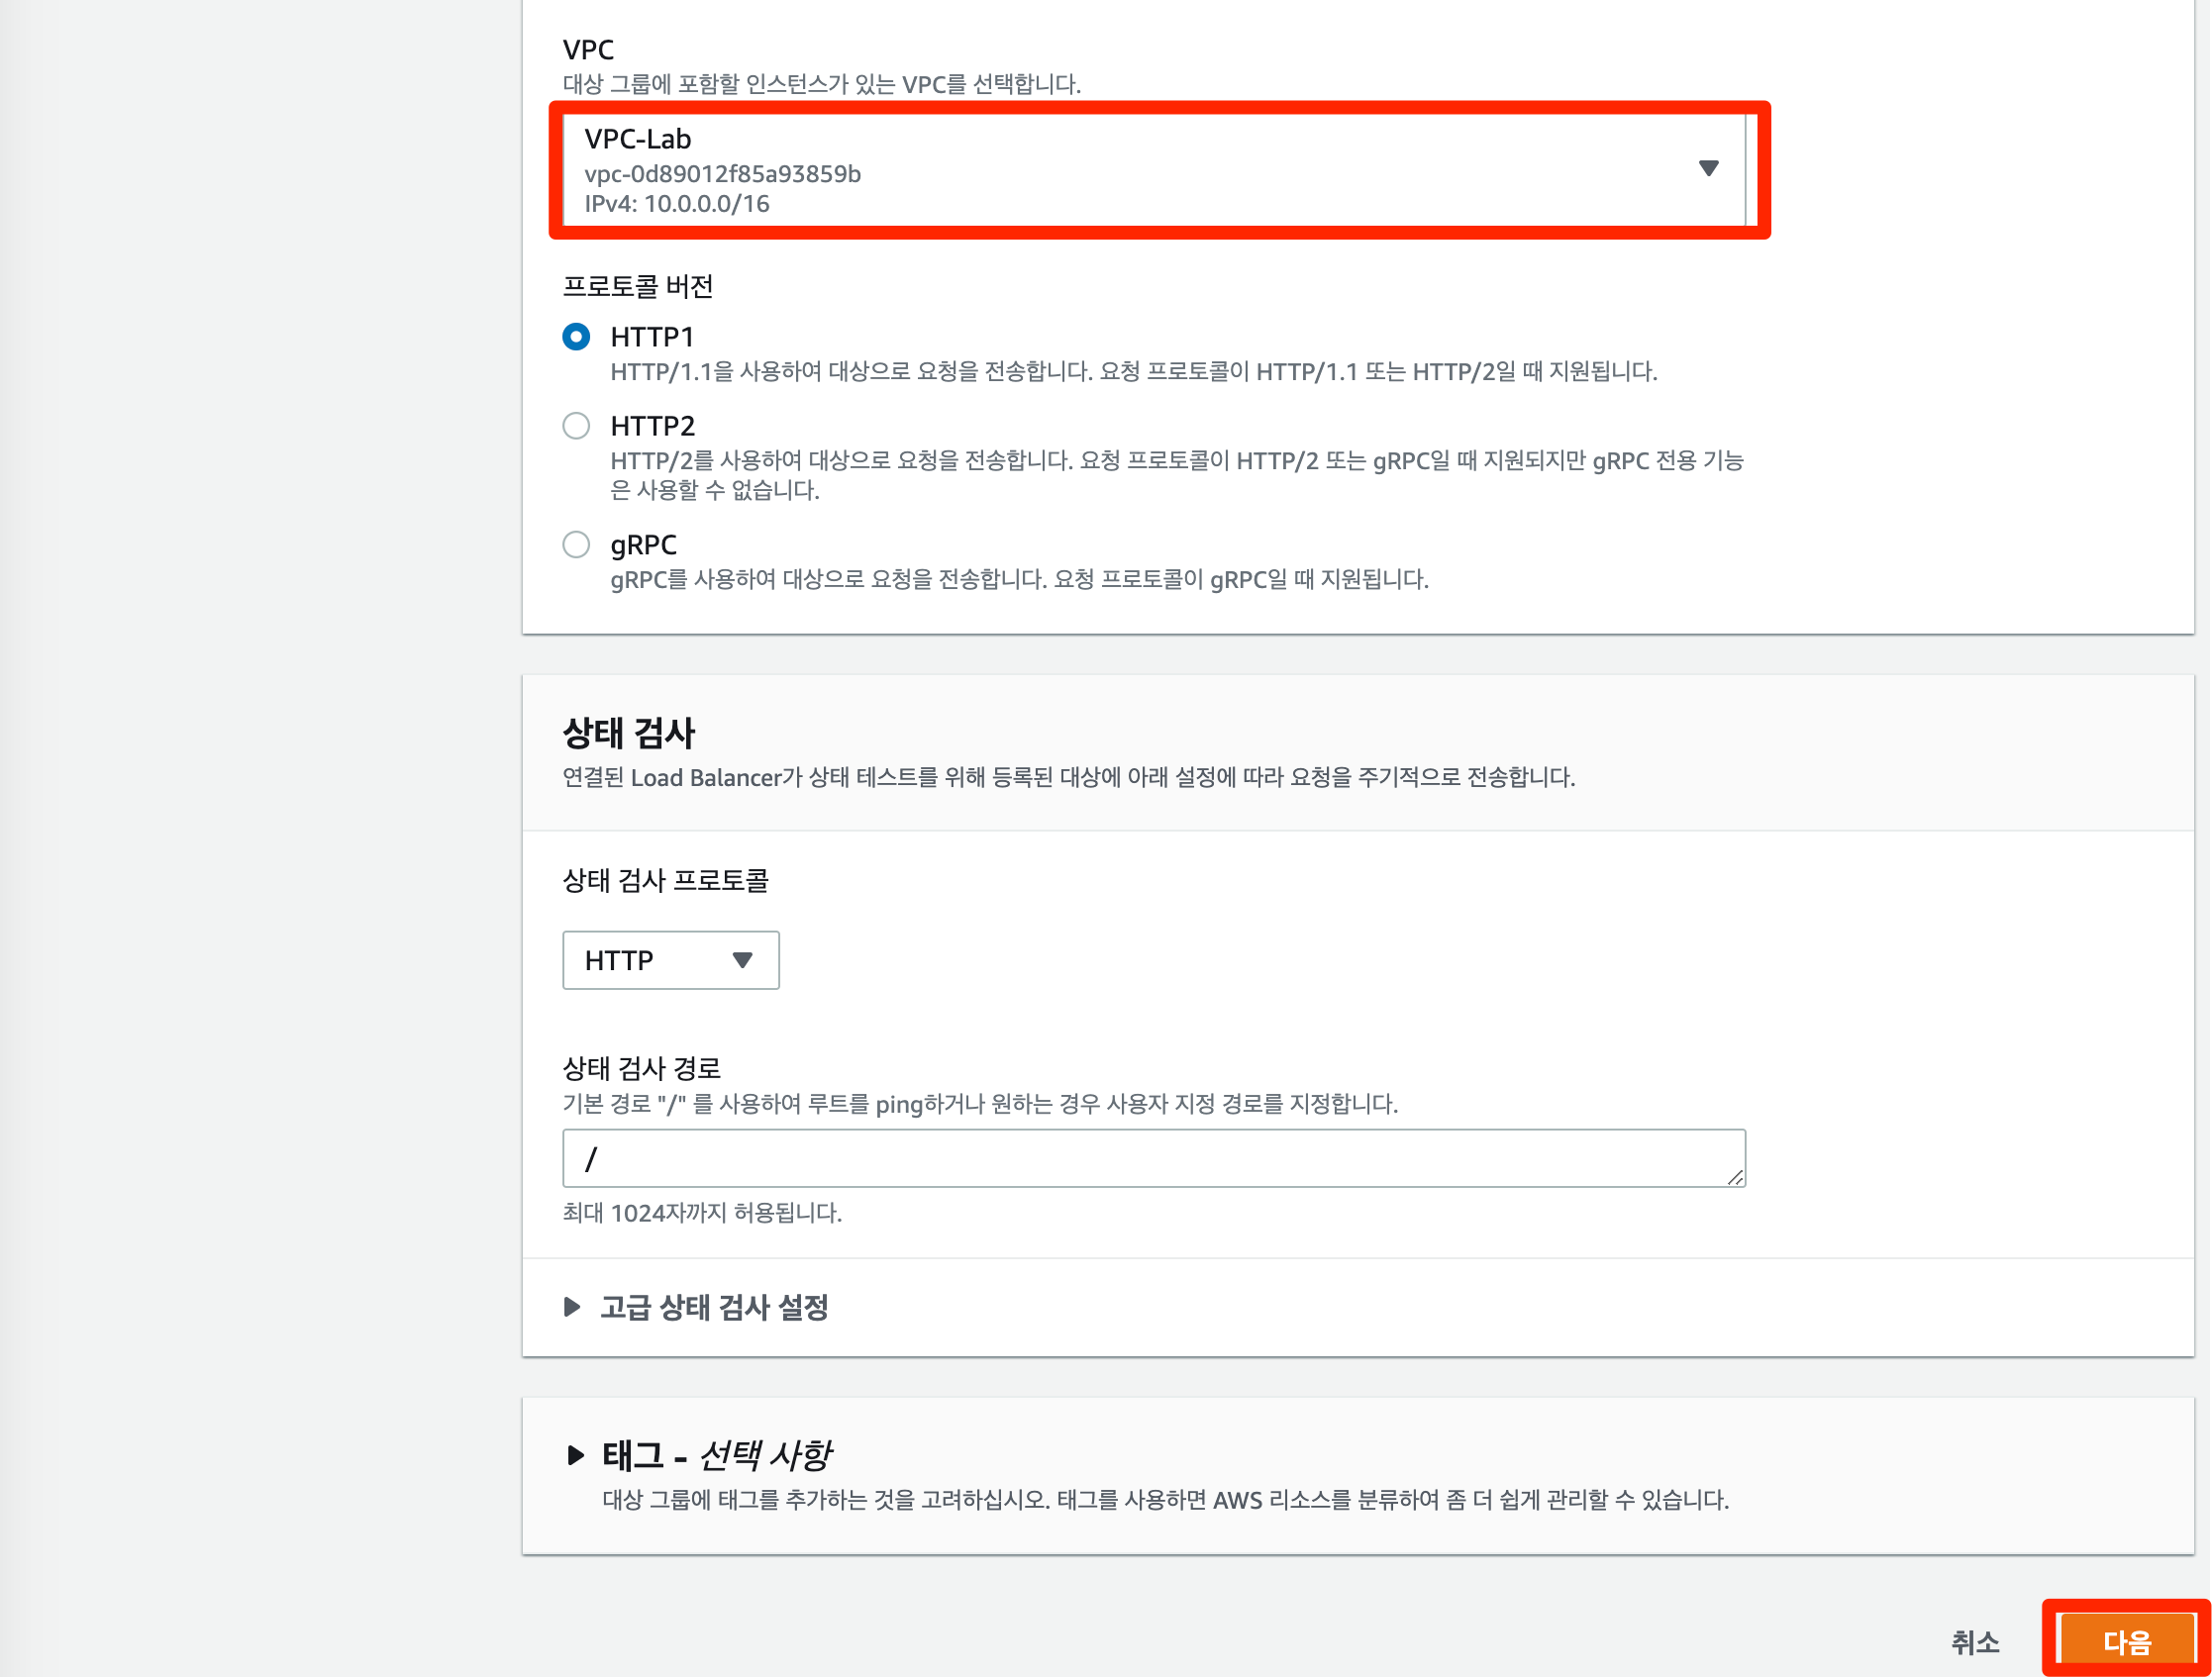 VPC
대상 그룹에 포함할 인스턴스가 있는 VPC를 선택합니다.
VPC-Lab
vpc-0d89012f85a93859b
IPv4: 10.0.0.0/16
프로토콜 버전
HTTP1
HTTP/1.1을 사용하여 대상으로 요청을 전송합니다. 요청 프로토콜이 HTTP/1.1 또는 HTTP/2일 때 지원됩니다.
HTTP2
HTTP/2를 사용하여 대상으로 요청을 전송합니다. 요청 프로토콜이 HTTP/2 또는 gRPC일 때 지원되지만 gRPC 전용 기능
은 사용할 수 없습니다.
gRPC
gRPC를 사용하여 대상으로 요청을 전송합니다. 요청 프로토콜이 gRPC일 때 지원됩니다.
상태 검사
연결된 Load Balancer가 상태 테스트를 위해 등록된 대상에 아래 설정에 따라 요청을 주기적으로 전송합니다.
상태 검사 프로토콜
HTTP
상태 검사 경로
기본 경로 "/" 를 사용하여 루트를 ping하거나 원하는 경우 사용자 지정 경로를 지정합니다.
/
최대 1024자까지 허용됩니다.
고급 상태 검사 설정
태그 - 선택 사항
대상 그룹에 태그를 추가하는 것을 고려하십시오. 태그를 사용하면 AWS 리소스를 분류하여 좀 더 쉽게 관리할 수 있습니다.
취소
다음